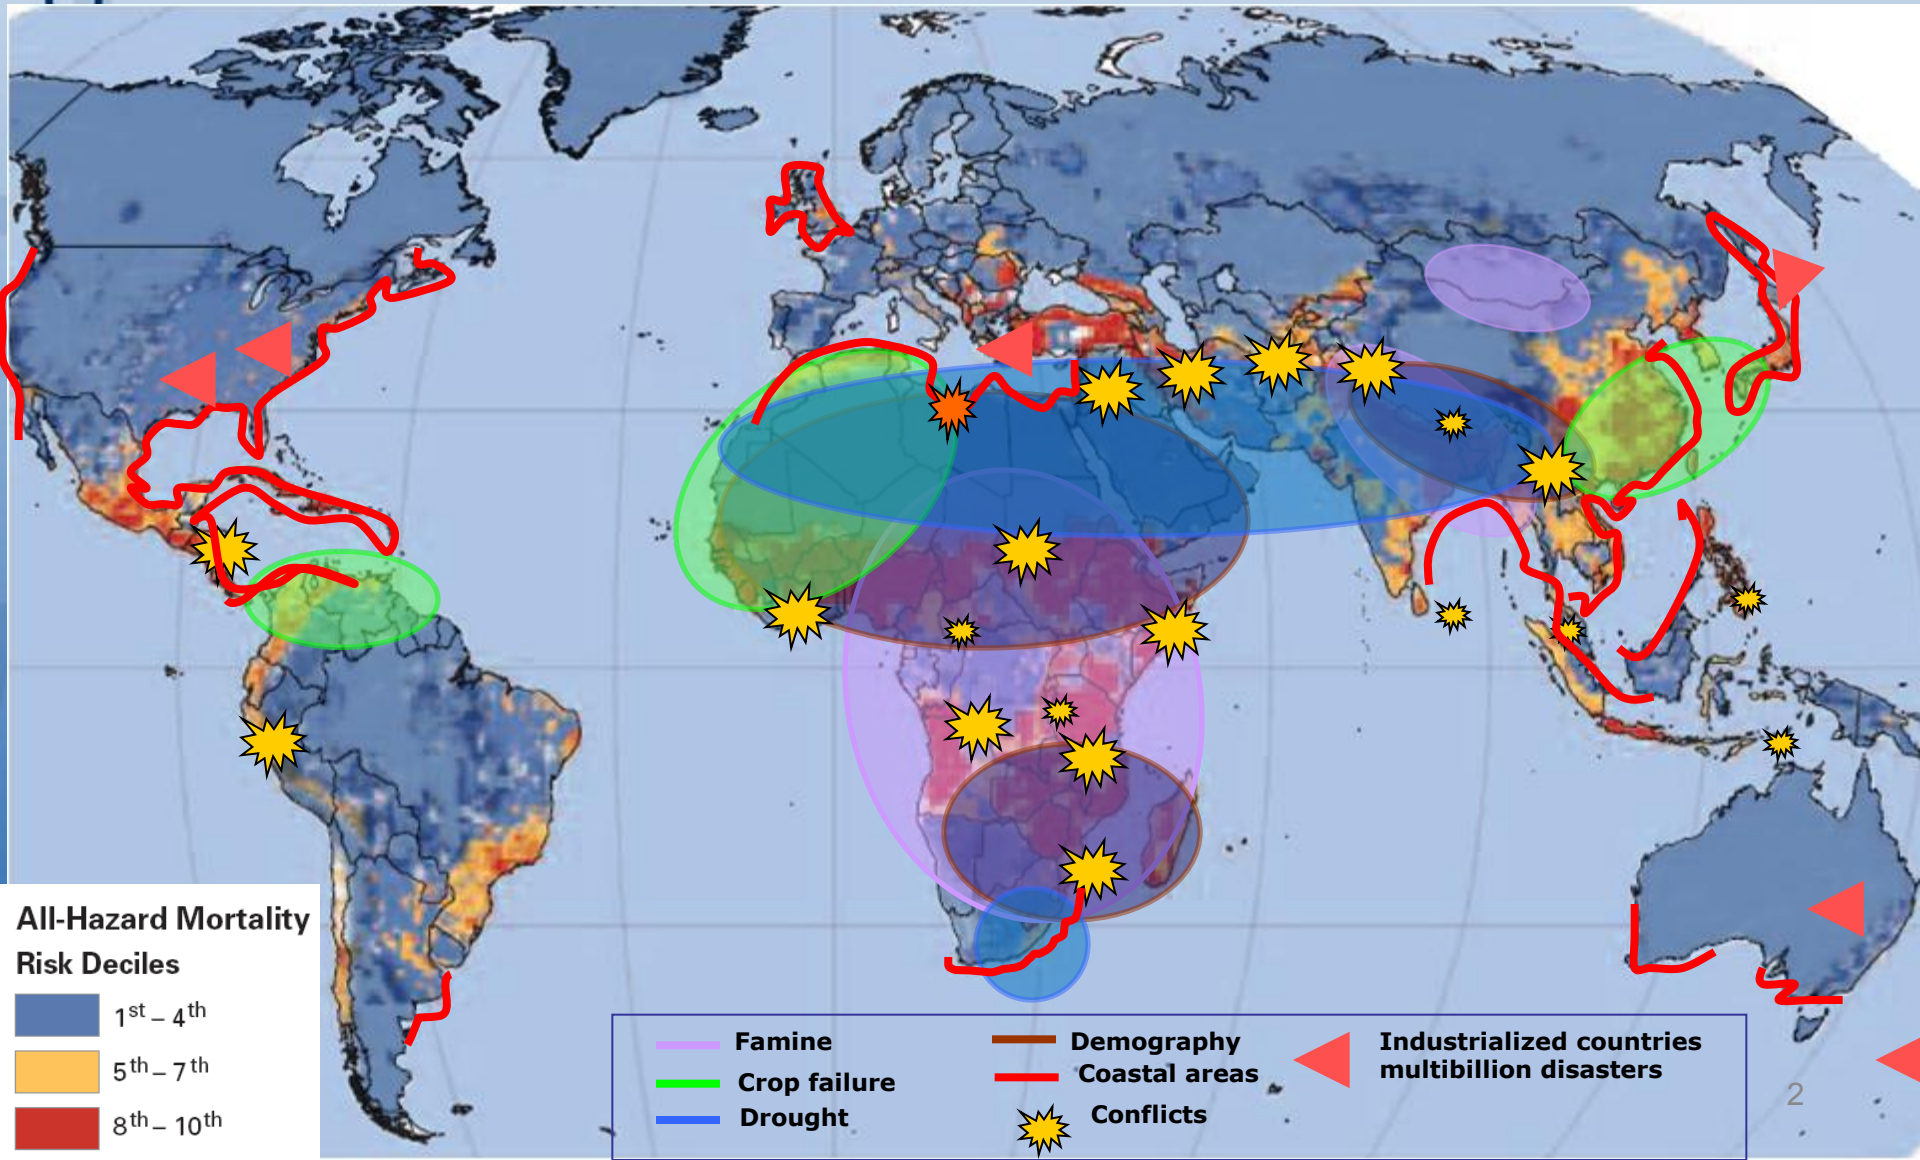 All-Hazard Mortality
Risk Deciles
1st – 4th
5th – 7th
8th – 10th
Famine
Crop failure
Drought
Demography
Coastal areas
Conflicts
Industrialized countries
multibillion disasters
2